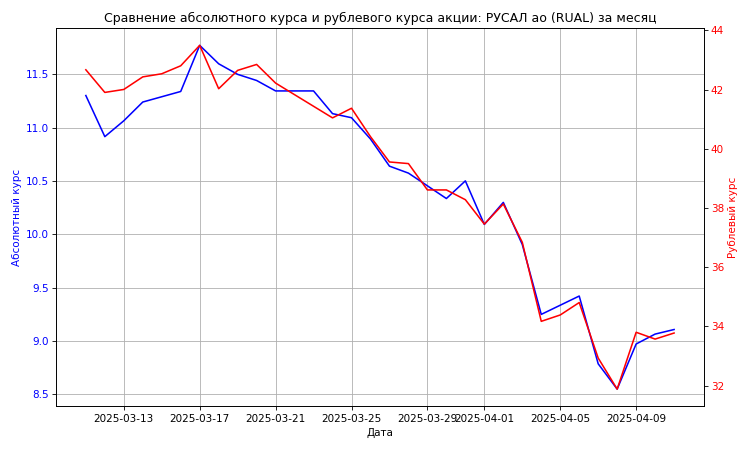 Сравнение абсолютного курса и рублевого курса акции: РУСАЛ ао (RUAL) за месяц
Абсолютный курс
11.5
11.0
10.5
10.0
9.5
9.0
8.5
44
42
40
38
36
34
32
Рублевый курс
2025-03-13 2025-03-17 2025-03-21 2025-03-25 2025-03-29 2025-04-01 2025-04-05 2025-04-09
Дата